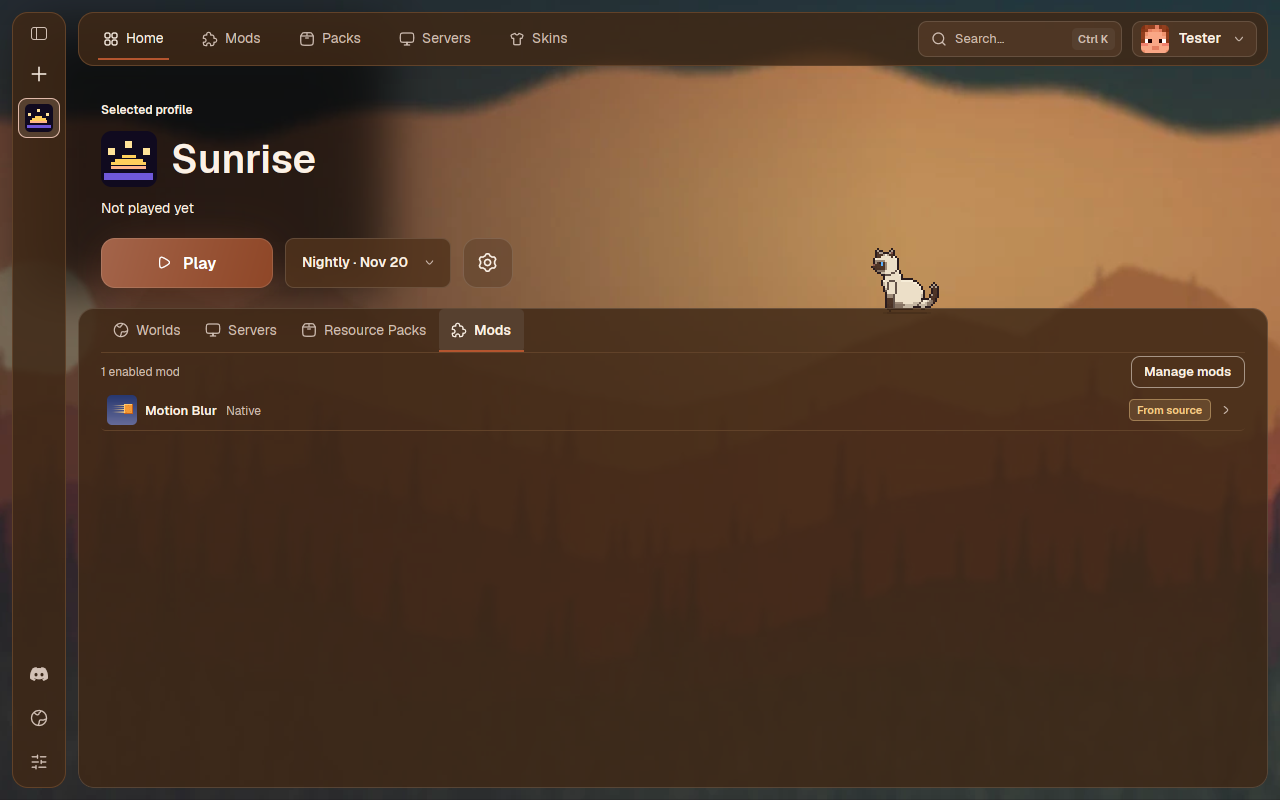 Home
Mods
Packs
Servers
Skins
Search...
Ctrl K
Tester
Selected profile
Sunrise
Not played yet
Play
Nightly · Nov 20
Worlds
Servers
Resource Packs
Mods
1 enabled mod
Manage mods
Motion Blur Native
From source